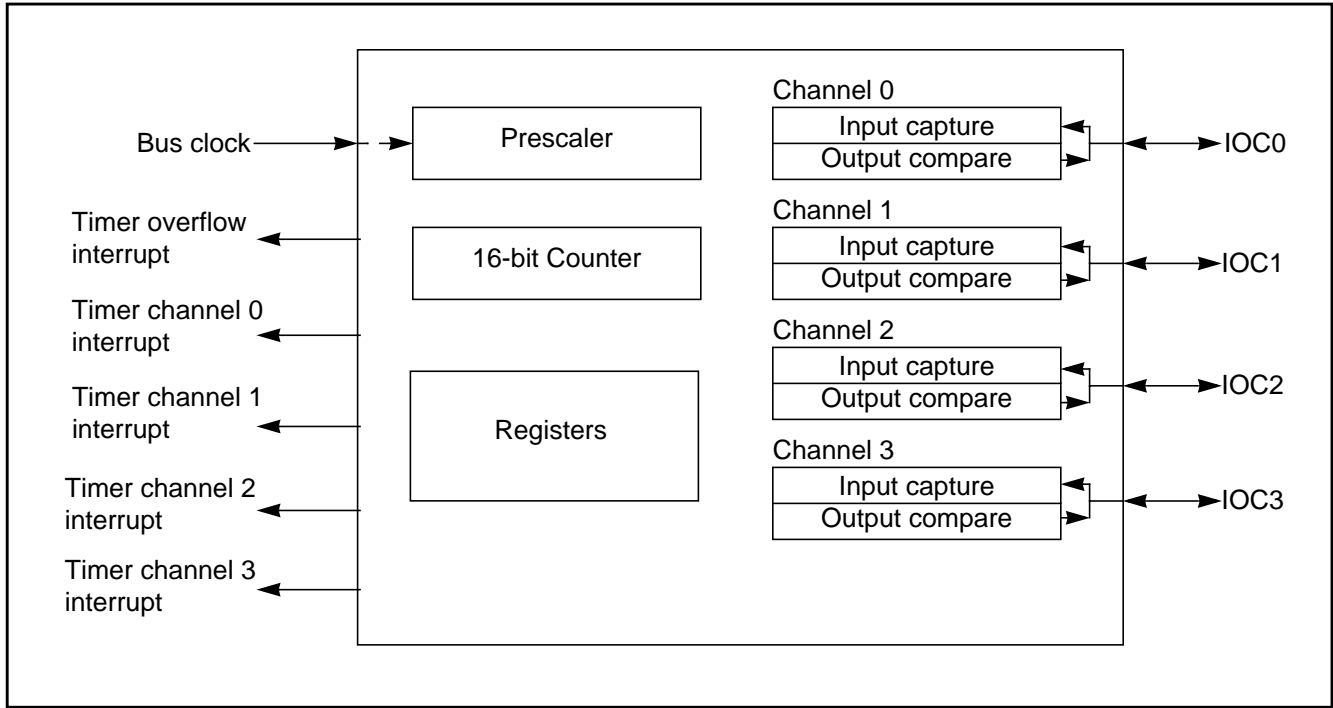 Bus clock
Timer overflow
interrupt
Timer channel 0
interrupt
Timer channel 1
interrupt
Timer channel 2
interrupt
Timer channel 3
interrupt
Prescaler
16-bit Counter
Registers
Channel 0
Input capture
Output compare
Channel 1
Input capture
Output compare
Channel 2
Input capture
Output compare
Channel 3
Input capture
Output compare
IOC0
IOC1
IOC2
IOC3